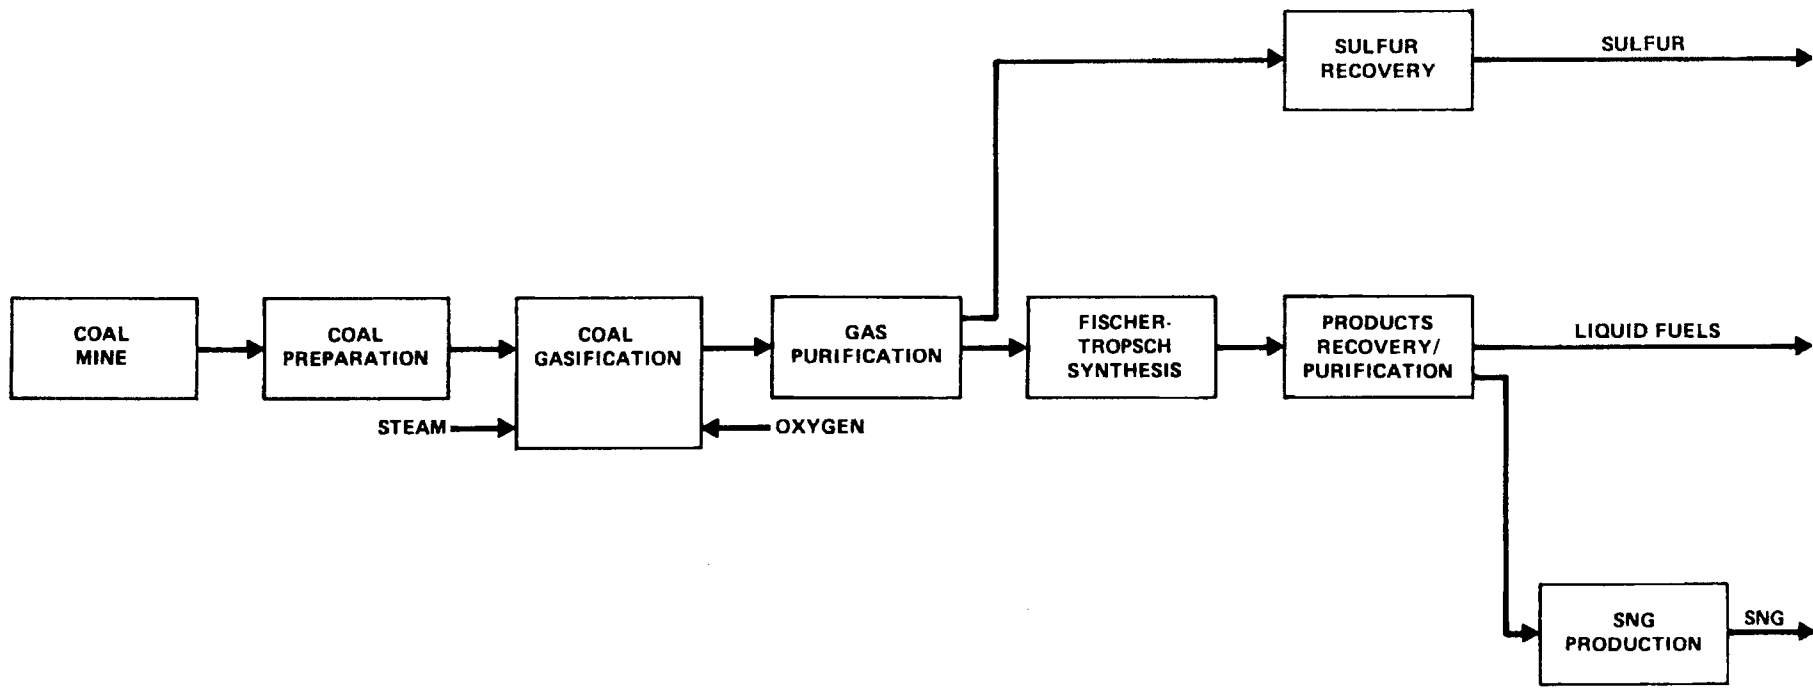 SULFUR
RECOVERY
SULFUR
COAL
MINE
COAL
PREPARATION
COAL
GASIFICATION
GAS
PURIFICATION
FISCHER-
TROPSCH
SYNTHESIS
PRODUCTS
RECOVERY/
PURIFICATION
LIQUID FUELS
STEAM
OXYGEN
SNG
PRODUCTION
SNG